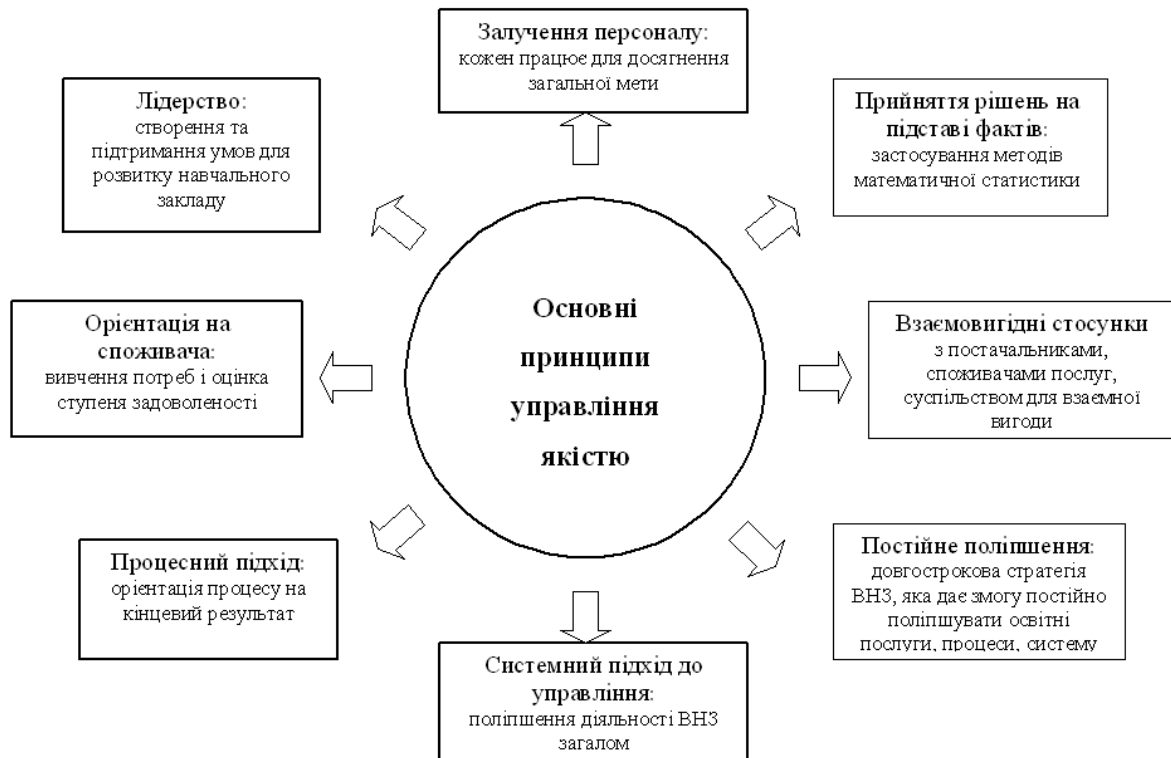 Залучення персоналу:
кожен працює для досягнення
загальної мети
Лідерство:
створення та
підтримання умов для
розвитку навчального
закладу
Прийняття рішень на
підставі фактів:
застосування методів
математичної статистики
Орієнтація на
споживача:
вивчення потреб і оцінка
ступеня задоволеності
Основні
принципи
управління
якістю
Взаємовигідні стосунки
з постачальниками,
споживачами послуг,
суспільством для взаємної
вигоди
Процесний підхід:
орієнтація процесу на
кінцевий результат
Постійне поліпшення:
довгострокова стратегія
ВНЗ, яка дає змогу постійно
поліпшувати освітні
послуги, процеси, систему
Системний підхід до
управління:
поліпшення діяльності ВНЗ
загалом